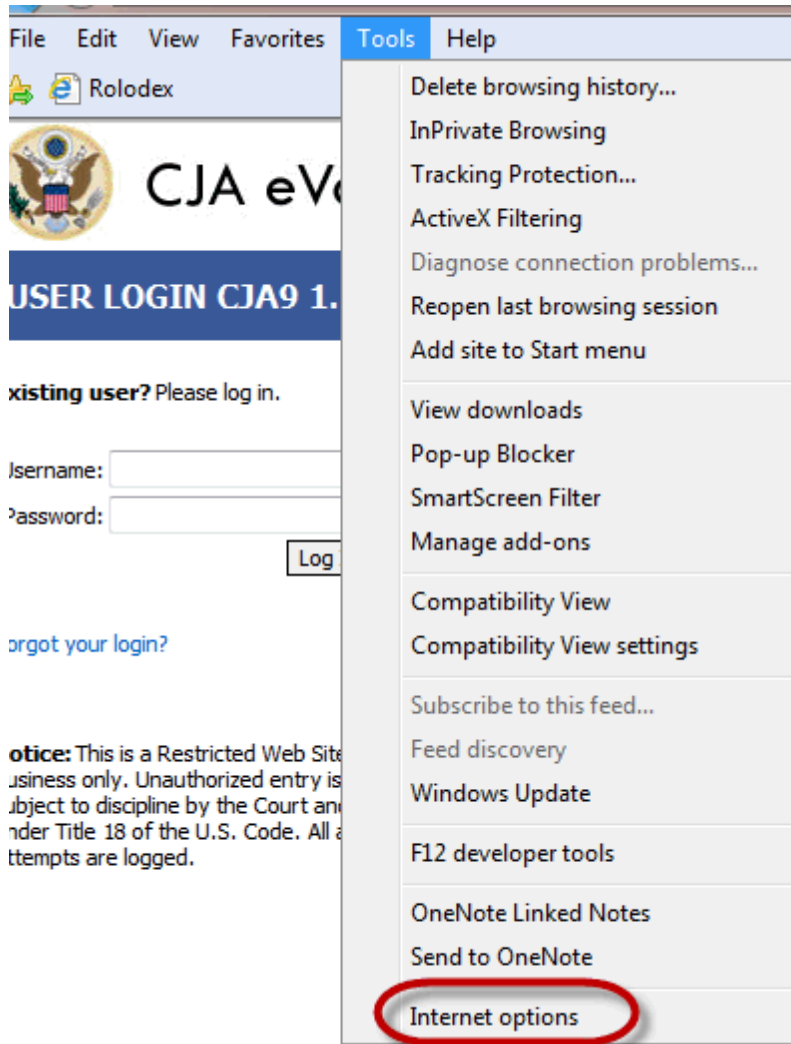 File Edit View Favorites Tools Help
Rolodex
CJA eVo
USER LOGIN CJA9 1.
xisting user? Please log in.
Username:
Password:
Log
orgot your login?
otice: This is a Restricted Web Site
usiness only. Unauthorized entry is
ubject to discipline by the Court and
nder Title 18 of the U.S. Code. All a
ttempts are logged.
Delete browsing history...
InPrivate Browsing
Tracking Protection...
ActiveX Filtering
Diagnose connection problems...
Reopen last browsing session
Add site to Start menu
View downloads
Pop-up Blocker
SmartScreen Filter
Manage add-ons
Compatibility View
Compatibility View settings
Subscribe to this feed...
Feed discovery
Windows Update
F12 developer tools
OneNote Linked Notes
Send to OneNote
Internet options